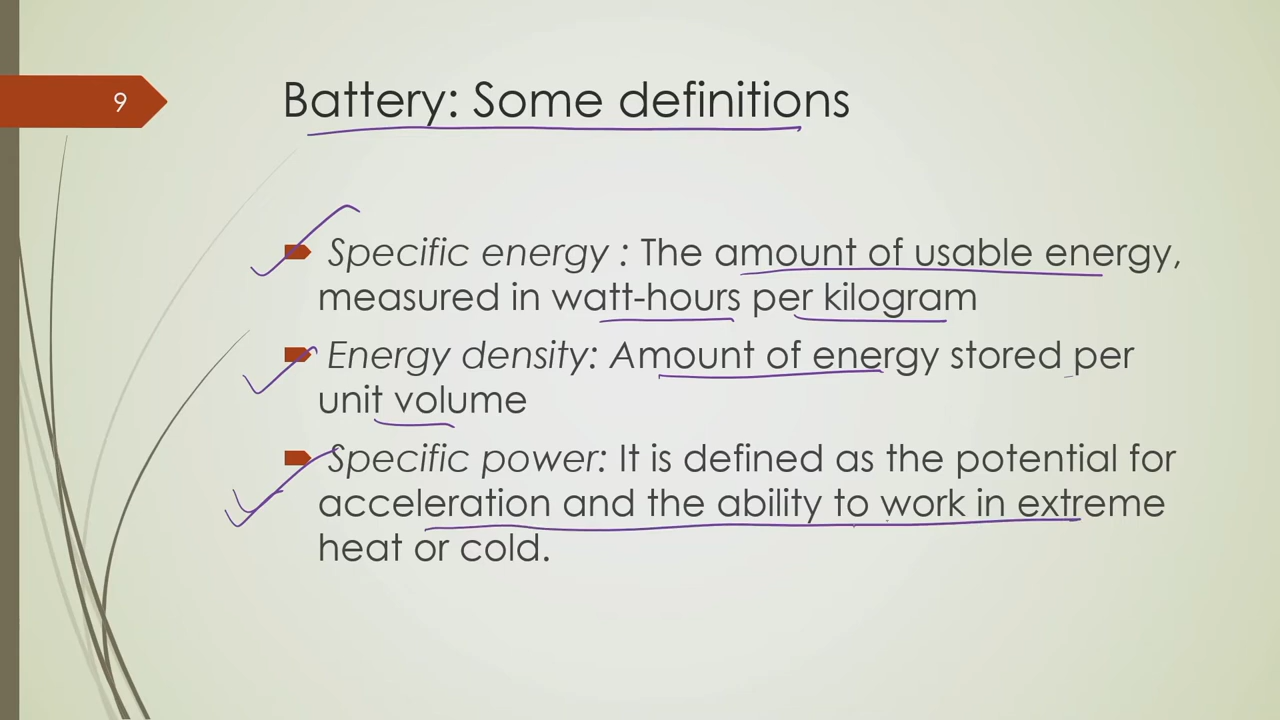 9
Battery: Some definitions
Specific energy : The amount of usable energy,
measured in watt-hours per kilogram
Energy density: Amount of energy stored per
unit volume
Specific power: It is defined as the potential for
acceleration and the ability to work in extreme
heat or cold.